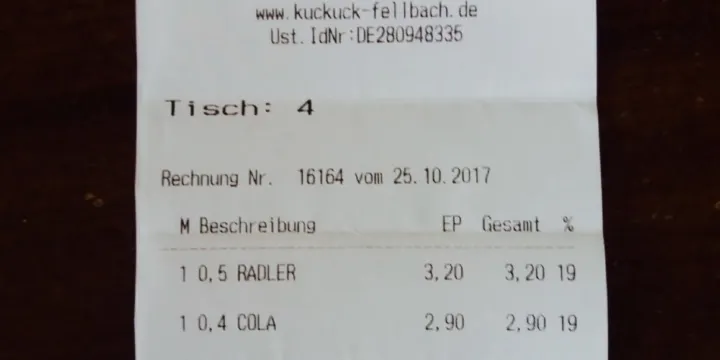 www.kuckuck-fellbach.de
Ust.IdNr:DE280948335
Tisch: 4
Rechnung Nr. 16164 vom 25.10.2017
M Beschreibung EP Gesamt %
1 0,5 RADLER 3,20 3,20 19
1 0,4 COLA 2,90 2,90 19